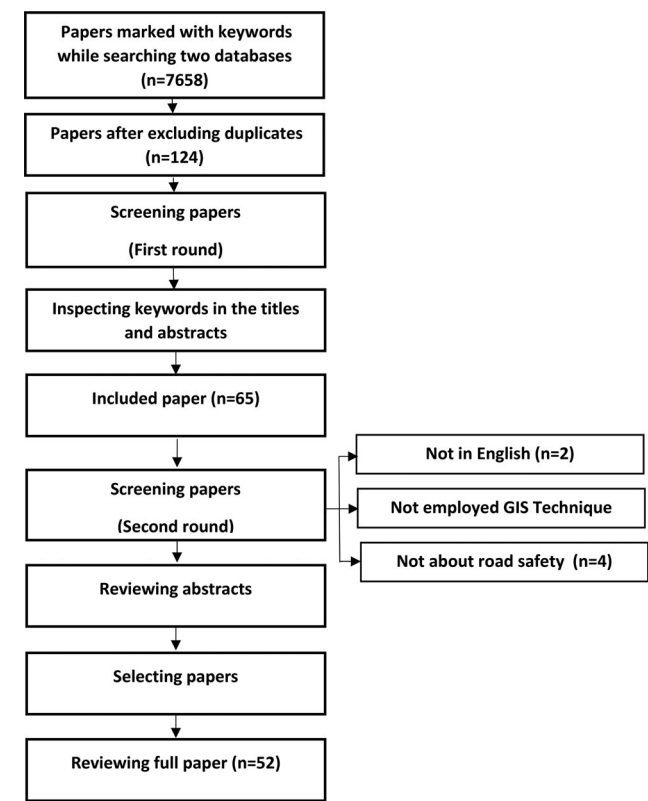 Papers marked with keywords
while searching two databases
(n=7658)
Papers after excluding duplicates
(n=124)
Screening papers
(First round)
Inspecting keywords in the titles
and abstracts
Included paper (n=65)
Screening papers
(Second round)
Not in English (n=2)
Not employed GIS Technique
Not about road safety (n=4)
Reviewing abstracts
Selecting papers
Reviewing full paper (n=52)